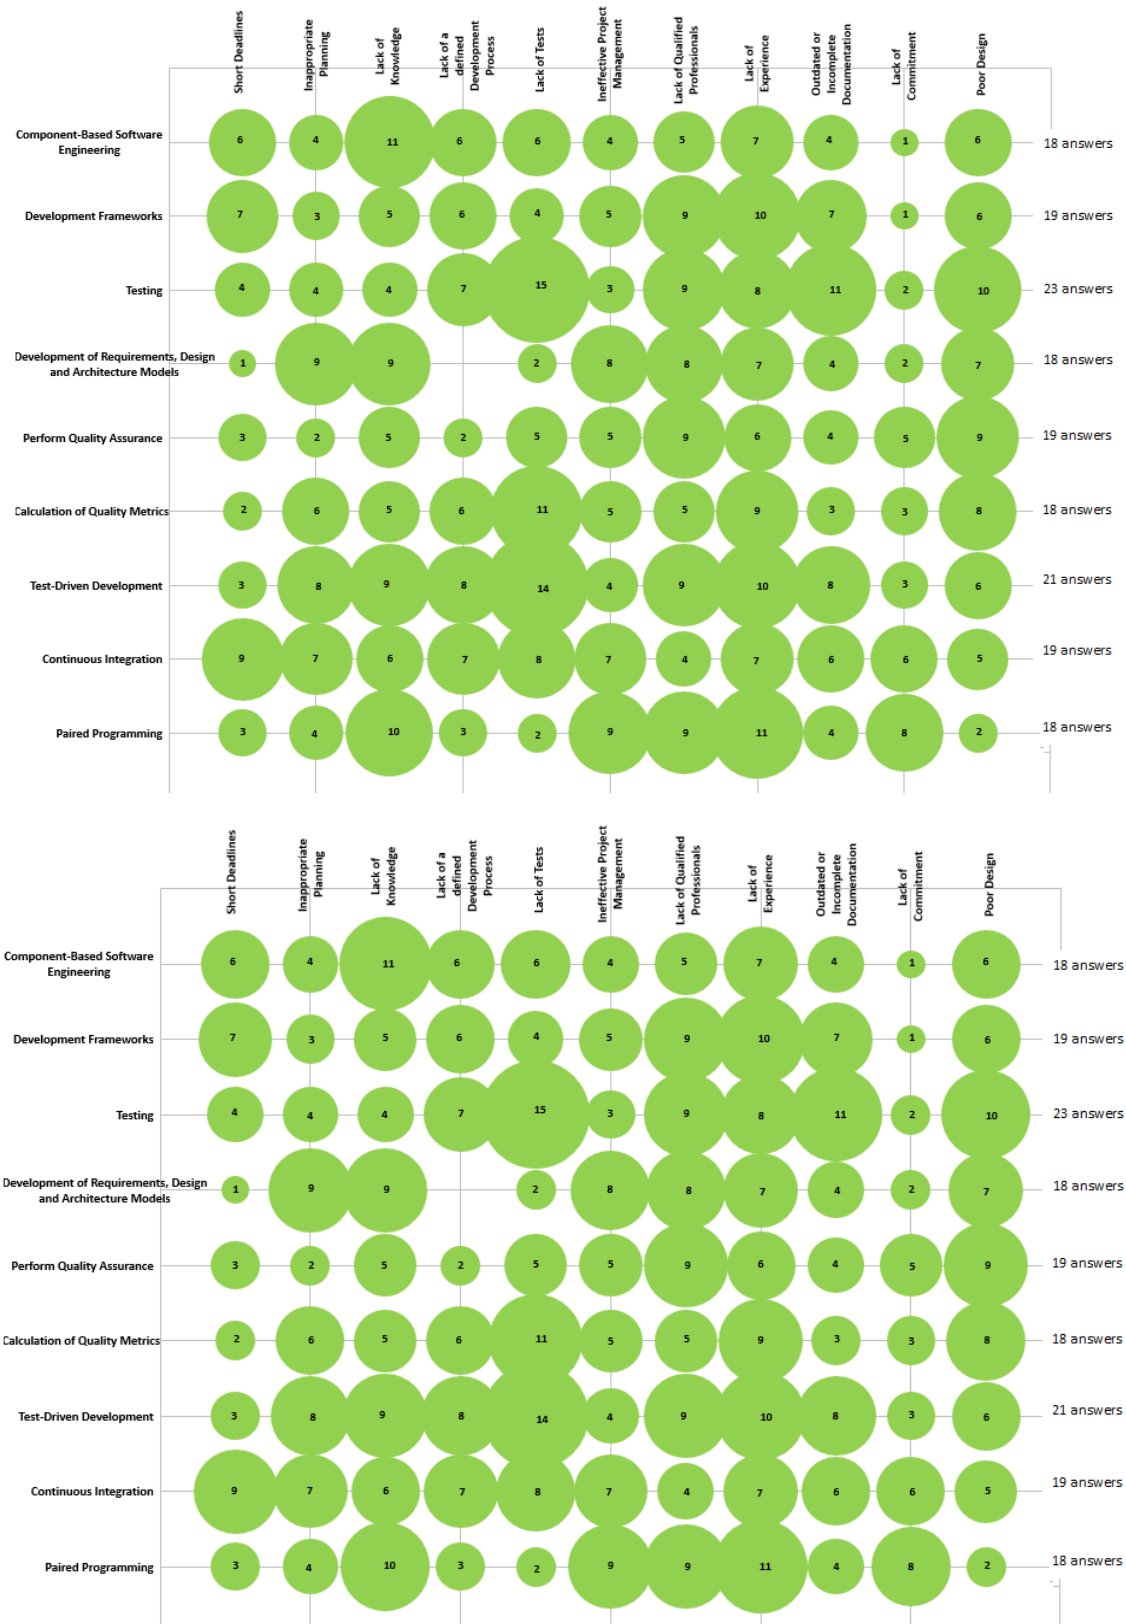 Short Deadlines
Inappropriate
Planning
Lack of
Knowledge
Lack of a
defined
Development
Process
Lack of Tests
Ineffective Project
Management
Lack of Qualified
Professionals
Lack of
Experience
Outdated or
Incomplete
Documentation
Lack of
Commitment
Poor Design
Component-Based Software
Engineering
6 4 11 6 6 4 5 7 4 1 6 18 answers
Development Frameworks 7 3 5 6 4 5 9 10 7 1 6 19 answers
Testing 4 4 4 7 15 3 9 8 11 2 10 23 answers
Development of Requirements, Design
and Architecture Models
1 9 9 2 8 8 7 4 2 7 18 answers
Perform Quality Assurance 3 2 5 2 5 5 9 6 4 5 9 19 answers
Calculation of Quality Metrics 2 6 5 6 11 5 5 9 3 3 8 18 answers
Test-Driven Development 3 8 9 8 14 4 9 10 8 3 6 21 answers
Continuous Integration 9 7 6 7 8 7 4 7 6 6 5 19 answers
Paired Programming 3 4 10 3 2 9 9 11 4 8 2 18 answers
Short Deadlines
Inappropriate
Planning
Lack of
Knowledge
Lack of a
defined
Development
Process
Lack of Tests
Ineffective Project
Management
Lack of Qualified
Professionals
Lack of
Experience
Outdated or
Incomplete
Documentation
Lack of
Commitment
Poor Design
Component-Based Software
Engineering
6 4 11 6 6 4 5 7 4 1 6 18 answers
Development Frameworks 7 3 5 6 4 5 9 10 7 1 6 19 answers
Testing 4 4 4 7 15 3 9 8 11 2 10 23 answers
Development of Requirements, Design
and Architecture Models
1 9 9 2 8 8 7 4 2 7 18 answers
Perform Quality Assurance 3 2 5 2 5 5 9 6 4 5 9 19 answers
Calculation of Quality Metrics 2 6 5 6 11 5 5 9 3 3 8 18 answers
Test-Driven Development 3 8 9 8 14 4 9 10 8 3 6 21 answers
Continuous Integration 9 7 6 7 8 7 4 7 6 6 5 19 answers
Paired Programming 3 4 10 3 2 9 9 11 4 8 2 18 answers